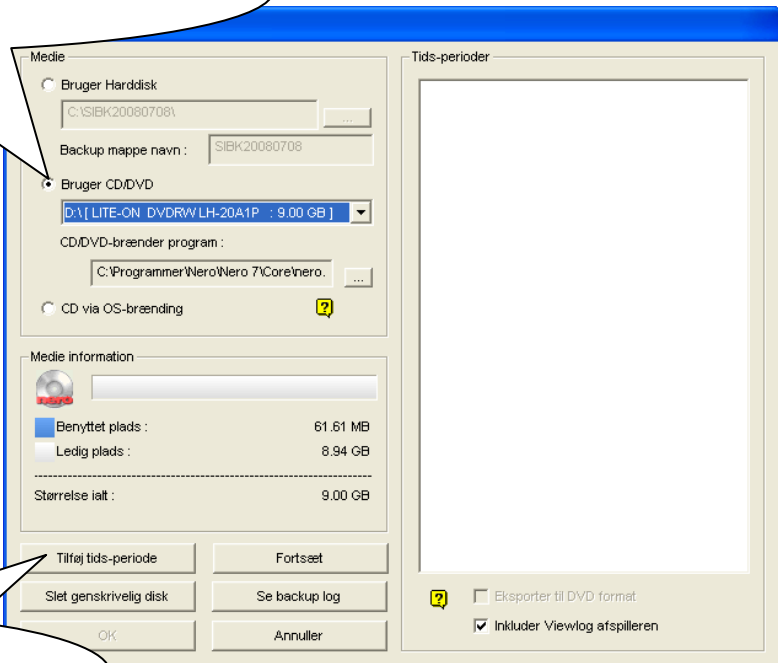 Medie
Bruger Harddisk
C:\SIBK20080708\
...
Backup mappe navn :
SIBK20080708
Bruger CD/DVD
D:\ [ LITE-ON DVDRW LH-20A1P : 9.00 GB ]
CD/DVD-brænder program :
C:\Programmer\Nero\Nero 7\Core\nero.
...
CD via OS-brænding
?
Medie information
nero
Benyttet plads :
61.61 MB
Ledig plads :
8.94 GB
Størrelse ialt :
9.00 GB
Tilføj tids-periode
Fortsæt
Slet genskrivelig disk
Se backup log
OK
Annuller
Tids-perioder
?
Eksporter til DVD format
Inkluder Viewlog afspilleren